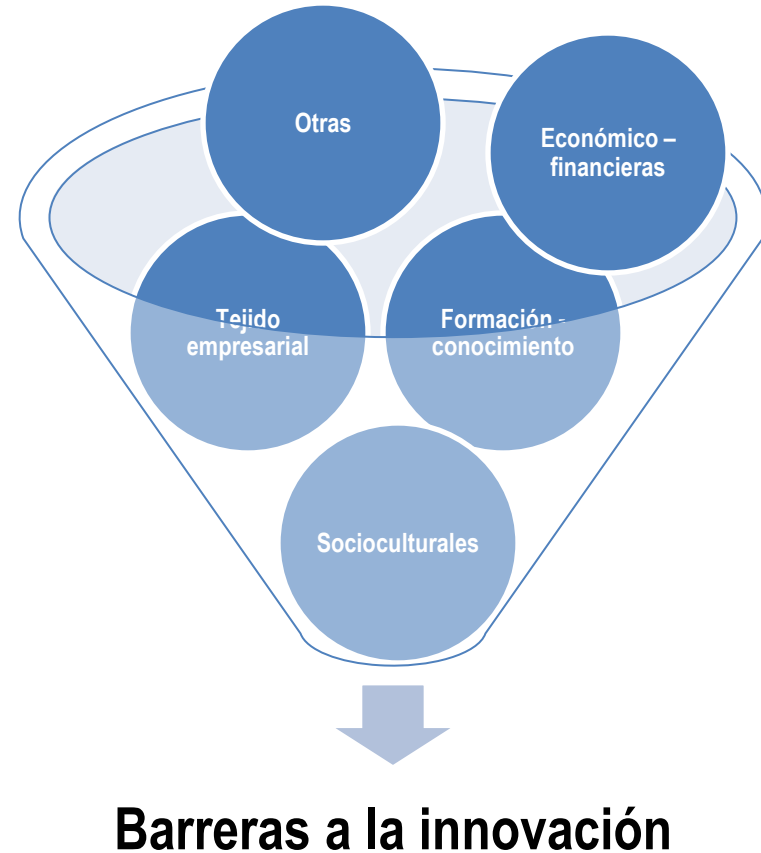 Otras
Económico –
financieras
Tejido
empresarial
Formación -
conocimiento
Socioculturales
Barreras a la innovación